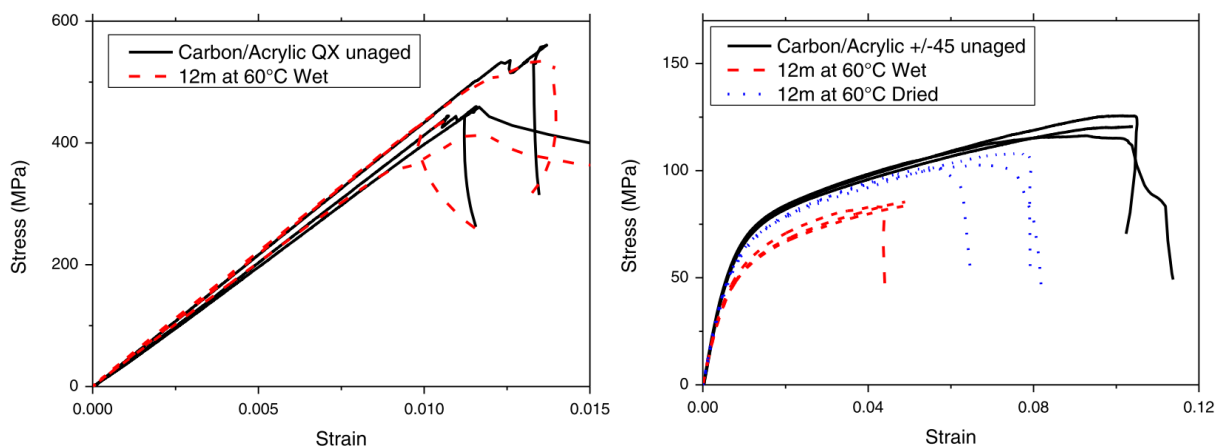 600
400
200
0
Stress (MPa)
Carbon/Acrylic QX unaged
12m at 60°C Wet
0.000
0.005
0.010
0.015
Strain
150
100
50
0
Stress (MPa)
Carbon/Acrylic +/-45 unaged
12m at 60°C Wet
12m at 60°C Dried
0.00
0.04
0.08
0.12
Strain